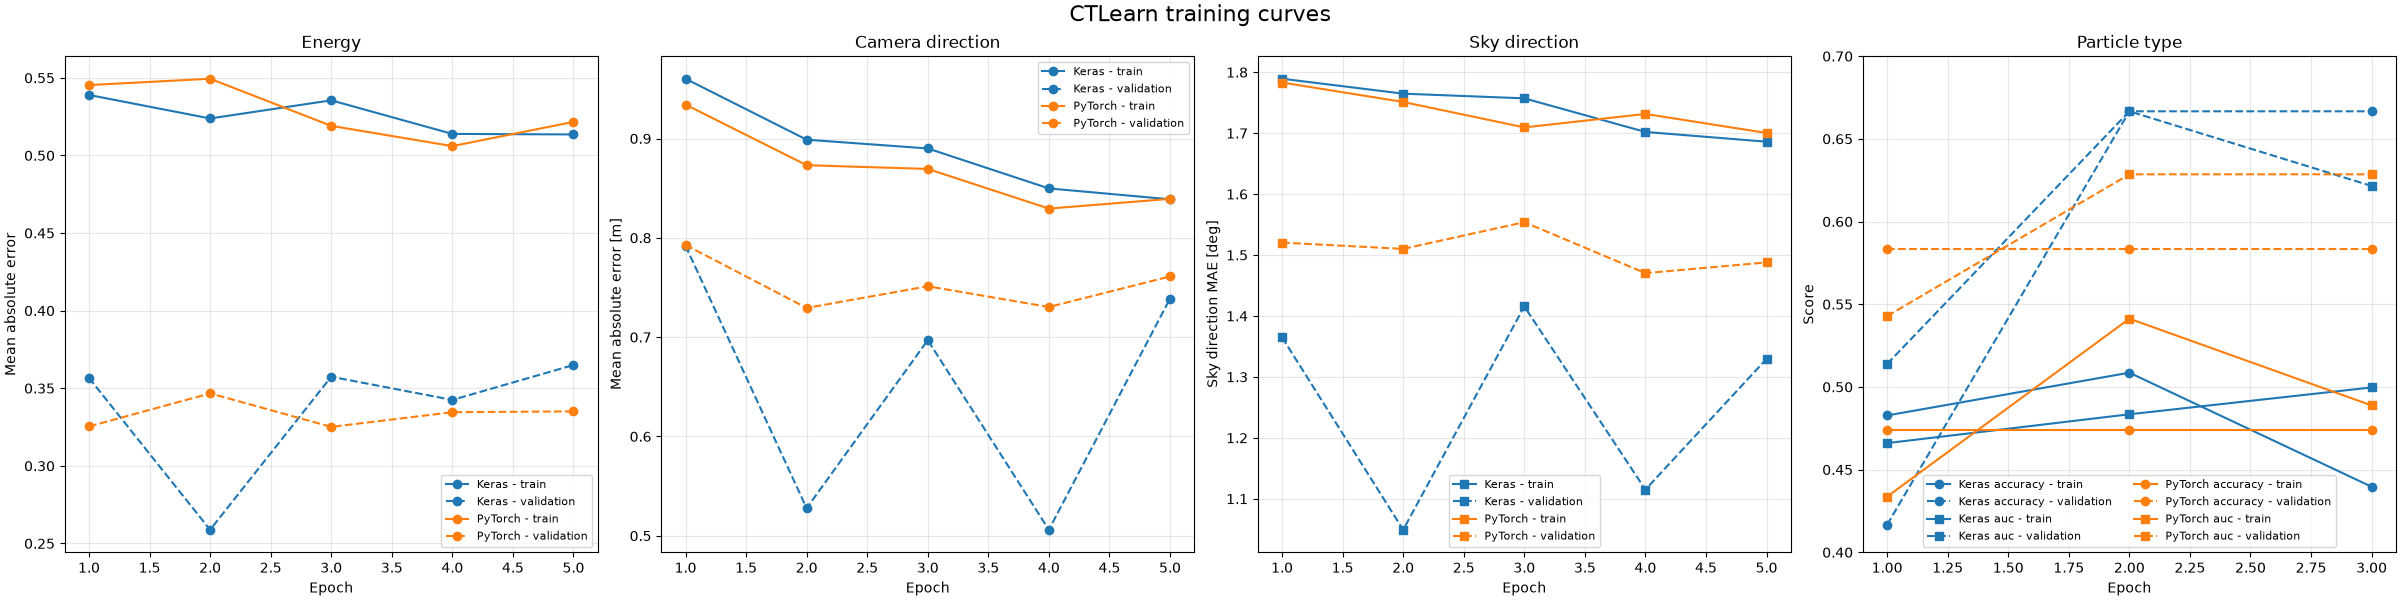 CTLearn training curves
Energy
Mean absolute error
0.55
0.50
0.45
0.40
0.35
0.30
0.25
Keras - train
Keras - validation
PyTorch - train
PyTorch - validation
1.0 1.5 2.0 2.5 3.0 3.5 4.0 4.5 5.0
Epoch
Camera direction
Mean absolute error [m]
0.9
0.8
0.7
0.6
0.5
Keras - train
Keras - validation
PyTorch - train
PyTorch - validation
1.0 1.5 2.0 2.5 3.0 3.5 4.0 4.5 5.0
Epoch
Sky direction
Sky direction MAE [deg]
1.8
1.7
1.6
1.5
1.4
1.3
1.2
1.1
Keras - train
Keras - validation
PyTorch - train
PyTorch - validation
1.0 1.5 2.0 2.5 3.0 3.5 4.0 4.5 5.0
Epoch
Particle type
Score
0.70
0.65
0.60
0.55
0.50
0.45
0.40
Keras accuracy - train
Keras accuracy - validation
Keras auc - train
Keras auc - validation
PyTorch accuracy - train
PyTorch accuracy - validation
PyTorch auc - train
PyTorch auc - validation
1.00 1.25 1.50 1.75 2.00 2.25 2.50 2.75 3.00
Epoch